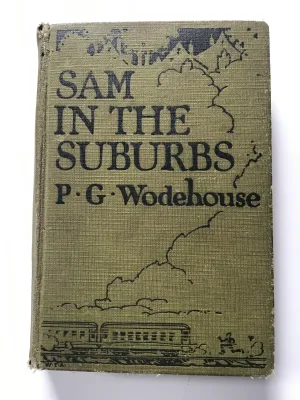 SAM
IN THE
SUBURBS
P·G·Wodehouse